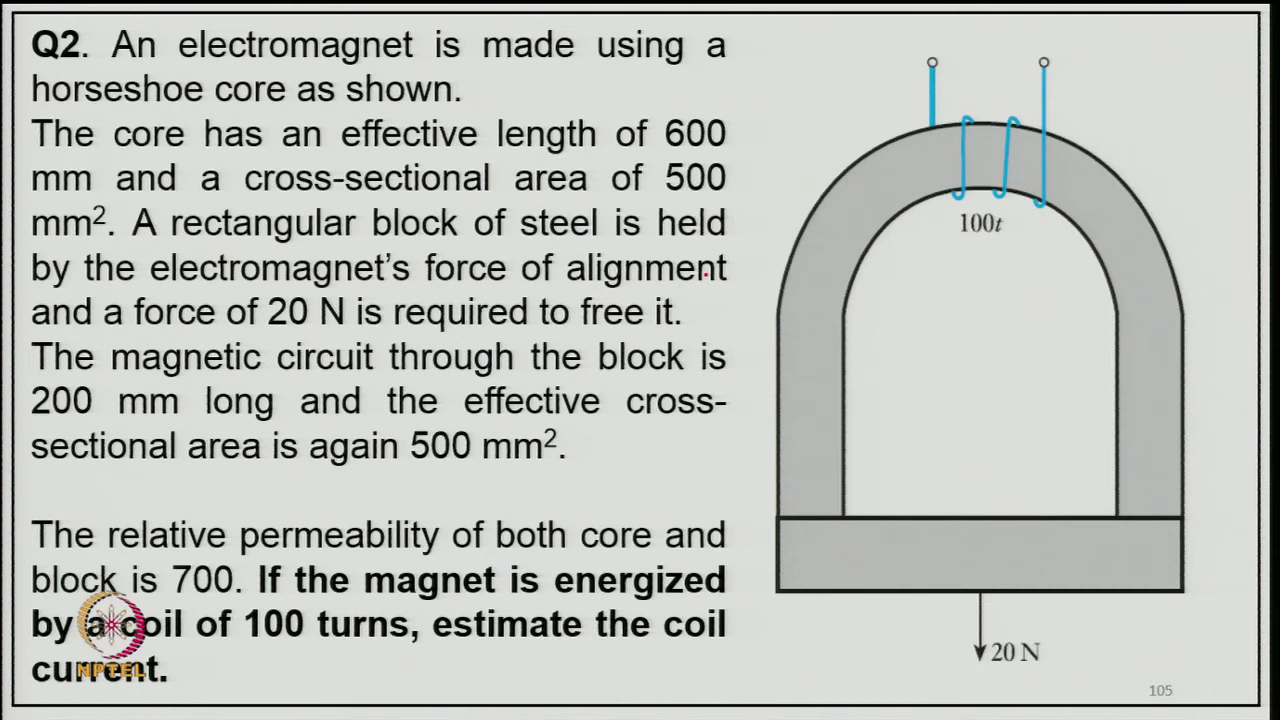 Q2. An electromagnet is made using a
horseshoe core as shown.
The core has an effective length of 600
mm and a cross-sectional area of 500
mm². A rectangular block of steel is held
by the electromagnet's force of alignment
and a force of 20 N is required to free it.
The magnetic circuit through the block is
200 mm long and the effective cross-
sectional area is again 500 mm².
The relative permeability of both core and
block is 700. If the magnet is energized
by a coil of 100 turns, estimate the coil
current.
NPTEL
100t
20 N
105